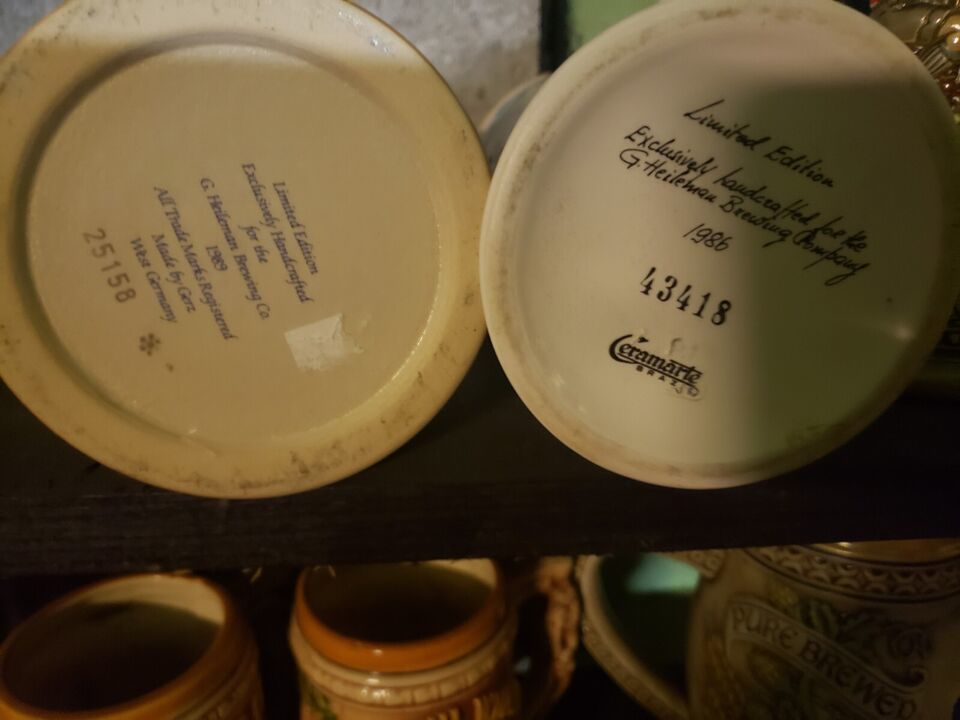 Limited Edition
Exclusively Handcrafted
for the
G. Heileman Brewing Co.
1989
All Trade Marks Registered
Made by Gerz
West Germany
25158
Limited Edition
Exclusively handcrafted for the
G. Heileman Brewing Company
1986
43418
Ceramarte
BRAZIL
PURE BREWED